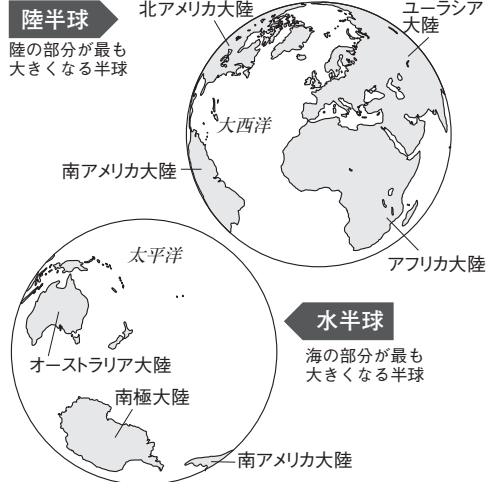 陸半球
陸の部分が最も
大きくなる半球
北アメリカ大陸
ユーラシア
大陸
大西洋
南アメリカ大陸
アフリカ大陸
太平洋
水半球
海の部分が最も
大きくなる半球
オーストラリア大陸
南極大陸
南アメリカ大陸